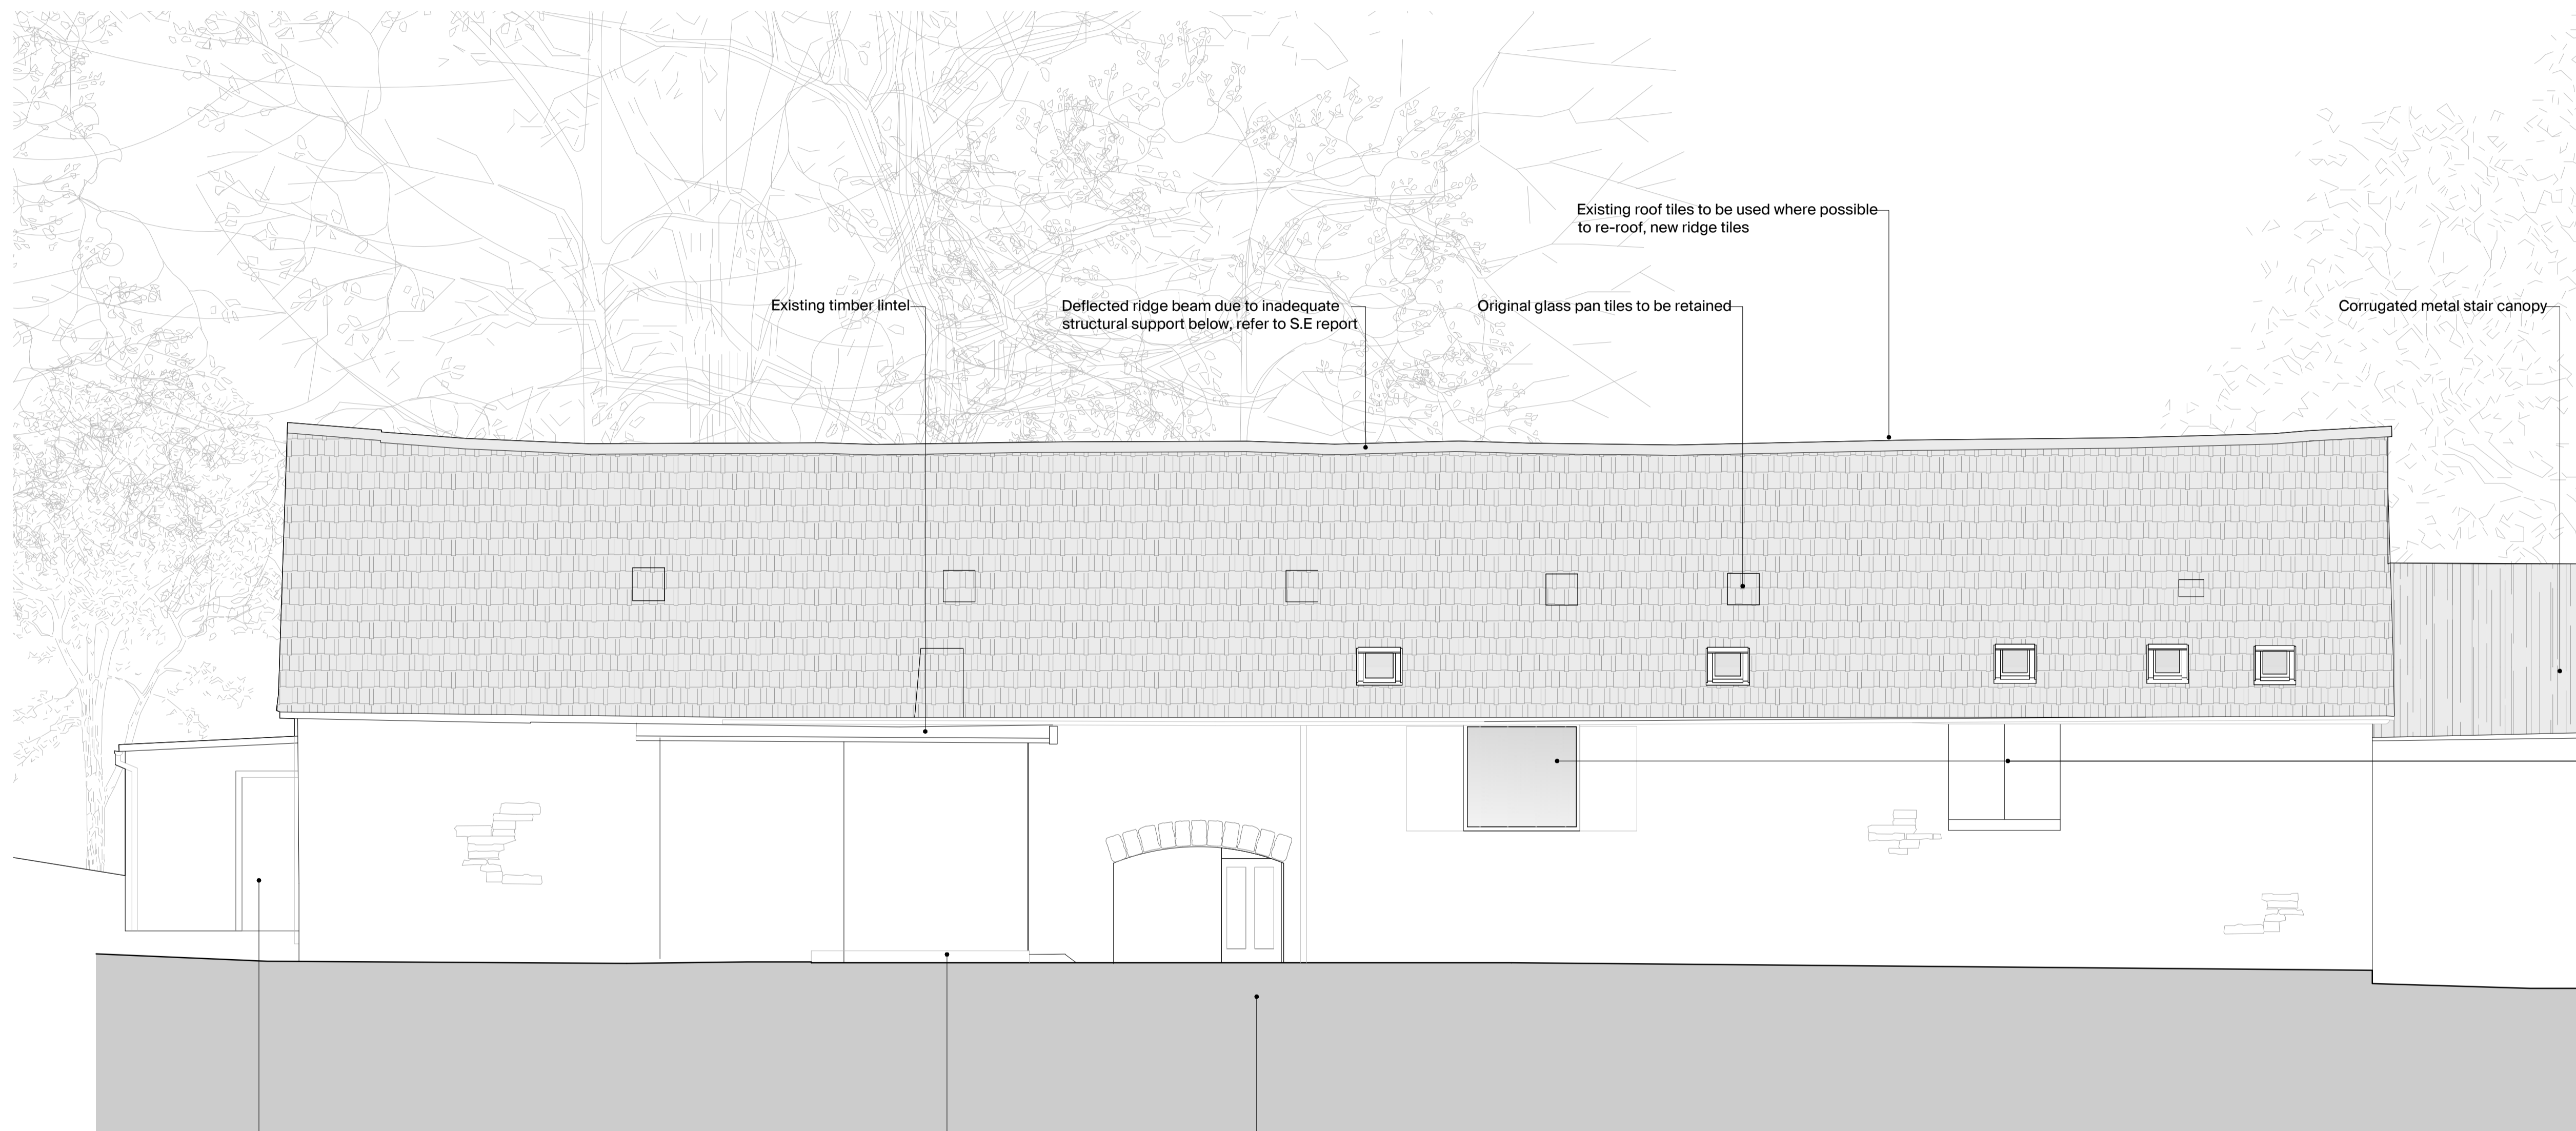 Existing roof tiles to be used where possible
to re-roof, new ridge tiles
Existing timber lintel
Deflected ridge beam due to inadequate
structural support below, refer to S.E report
Original glass pan tiles to be retained
Corrugated metal stair canopy